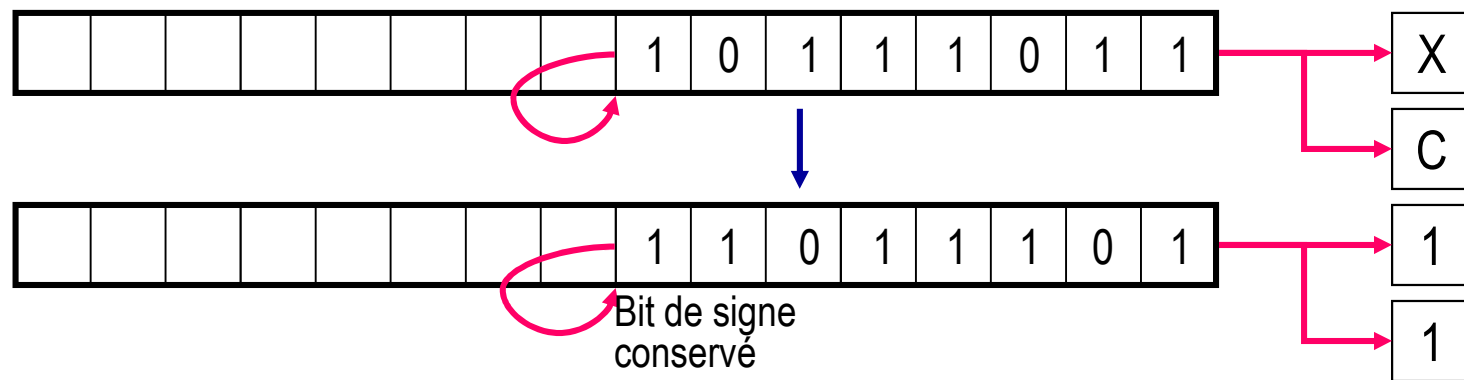 1 0 1 1 1 0 1 1 X
C
1 1 0 1 1 1 0 1 1
Bit de signe
conservé
1